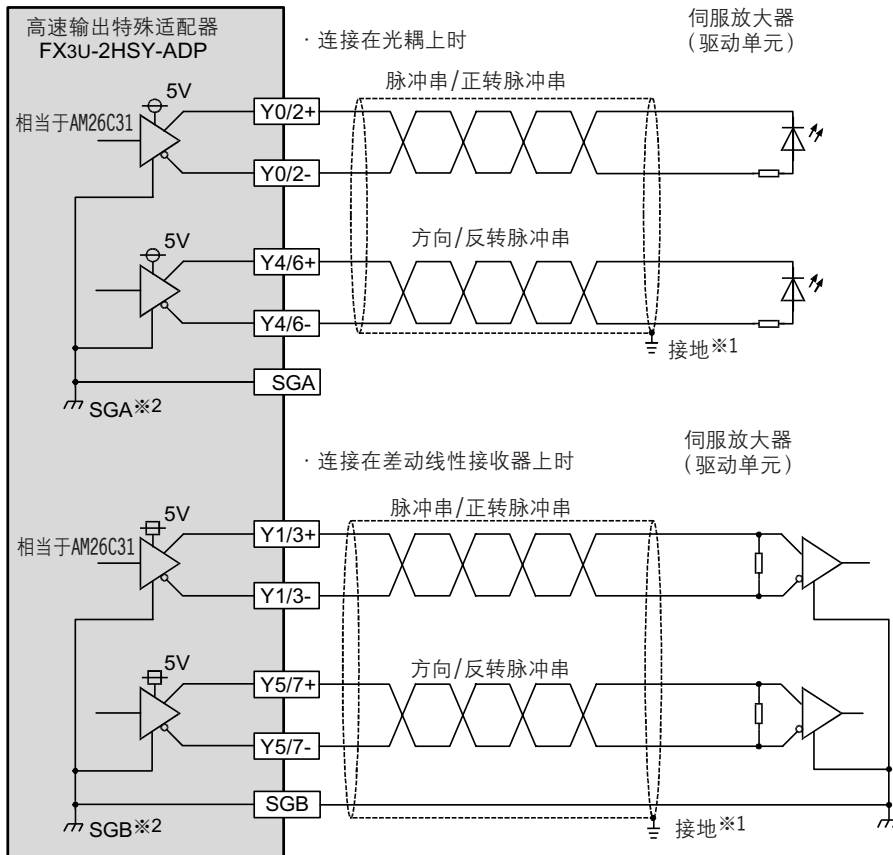 高速输出特殊适配器
FX3U-2HSY-ADP
· 连接在光耦上时
伺服放大器
（驱动单元）
脉冲串/正转脉冲串
5V
相当于AM26C31
Y0/2+
Y0/2-
方向/反转脉冲串
5V
Y4/6+
Y4/6-
接地※1
SGA
SGA※2
· 连接在差动线性接收器上时
伺服放大器
（驱动单元）
脉冲串/正转脉冲串
5V
相当于AM26C31
Y1/3+
Y1/3-
方向/反转脉冲串
5V
Y5/7+
Y5/7-
SGB
SGB※2
接地※1